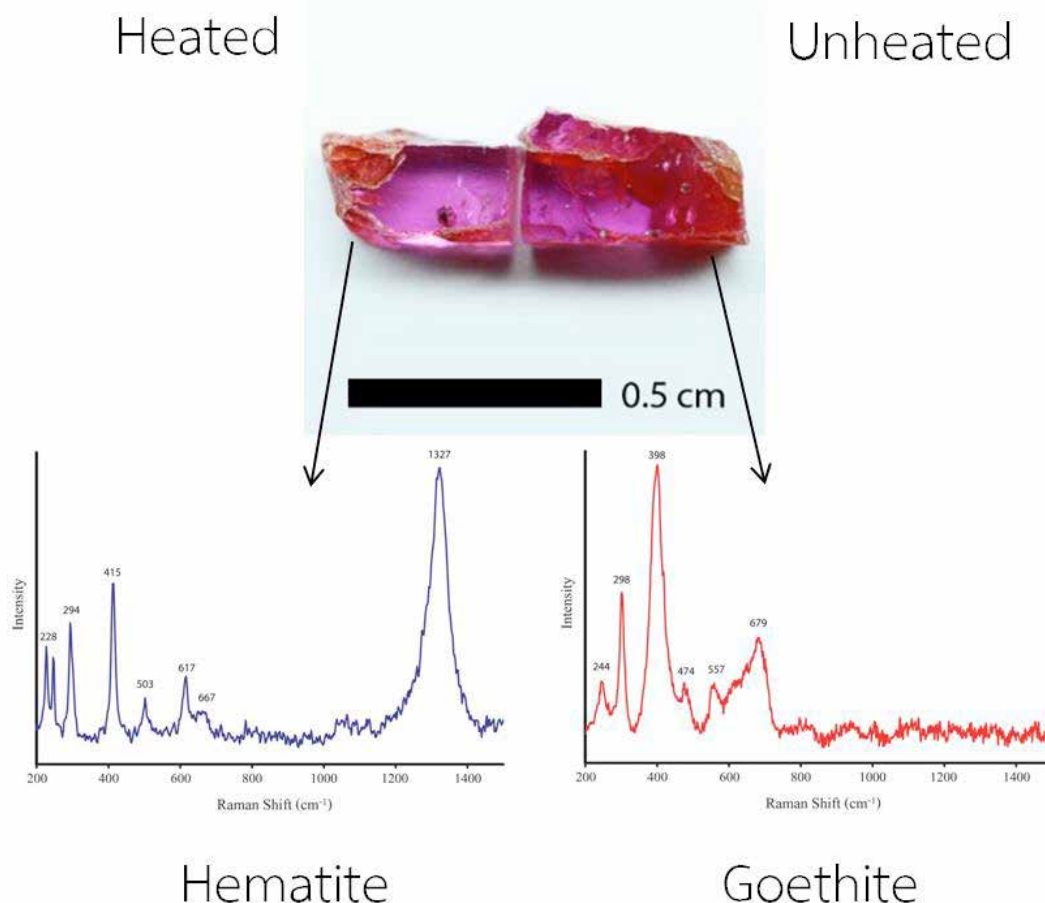 Heated
Unheated
0.5 cm
1327
415
294
228
617
503
667
Intensity
200 400 600 800 1000 1200 1400
Raman Shift (cm⁻¹)
398
298
679
244
474
557
Intensity
200 400 600 800 1000 1200 1400
Raman Shift (cm⁻¹)
Hematite
Goethite